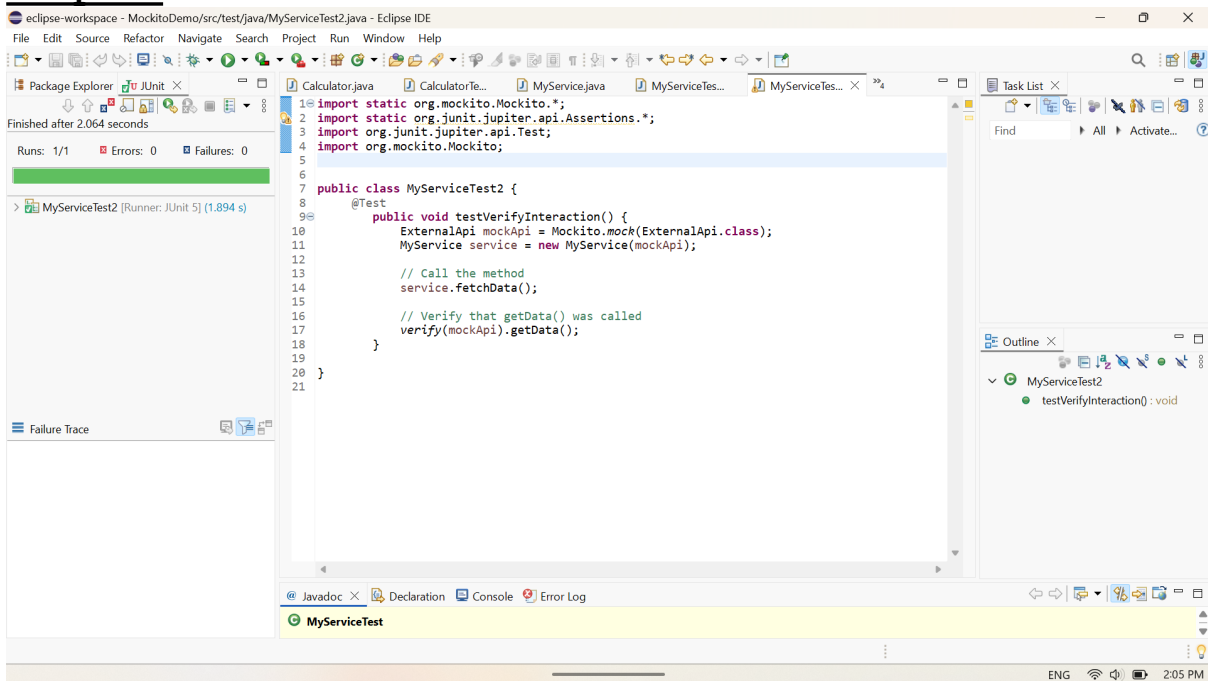 eclipse-workspace - MockitoDemo/src/test/java/MyServiceTest2.java - Eclipse IDE
File Edit Source Refactor Navigate Search Project Run Window Help
Package Explorer JUnit
Finished after 2.064 seconds
Runs: 1/1 Errors: 0 Failures: 0
MyServiceTest2 [Runner: JUnit 5] (1.894 s)
Failure Trace
Calculator.java CalculatorTe... MyService.java MyServiceTes... MyServiceTes... 4
1 import static org.mockito.Mockito.*;
2 import static org.junit.jupiter.api.Assertions.*;
3 import org.junit.jupiter.api.Test;
4 import org.mockito.Mockito;
5
6
7 public class MyServiceTest2 {
8 @Test
9 public void testVerifyInteraction() {
10 ExternalApi mockApi = Mockito.mock(ExternalApi.class);
11 MyService service = new MyService(mockApi);
12
13 // Call the method
14 service.fetchData();
15
16 // Verify that getData() was called
17 verify(mockApi).getData();
18 }
19
20 }
21
Task List
Find All Activate...
Outline
MyServiceTest2
testVerifyInteraction() : void
Javadoc Declaration Console Error Log
MyServiceTest
ENG 2:05 PM